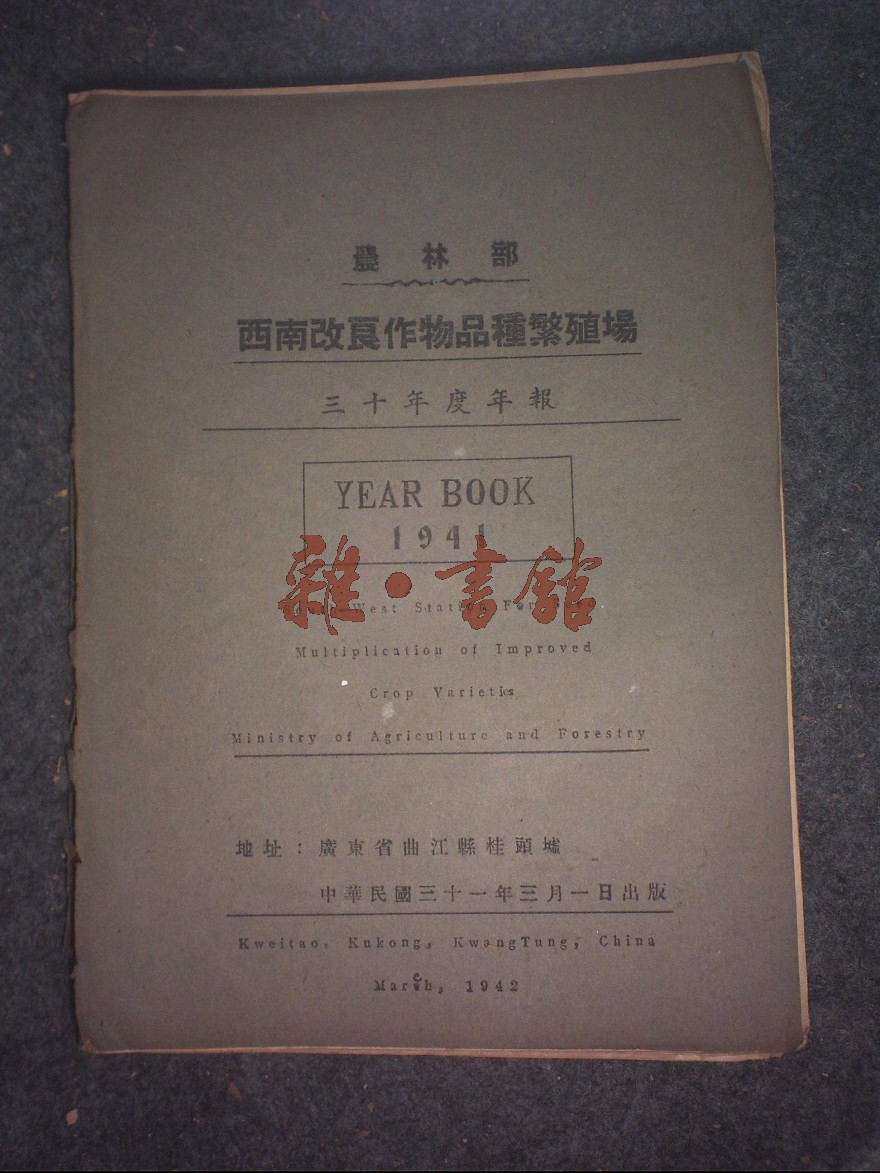 農林部
西南改良作物品種繁殖場
三十年度年報
YEAR BOOK
1941
雜·書館
West Station For
Multiplication of Improved
Crop Varieties
Ministry of Agriculture and Forestry
地址：廣東省曲江縣桂頭墟
中華民國三十一年三月一日出版
Kweitao, Kukong, KwangTung, China
March, 1942